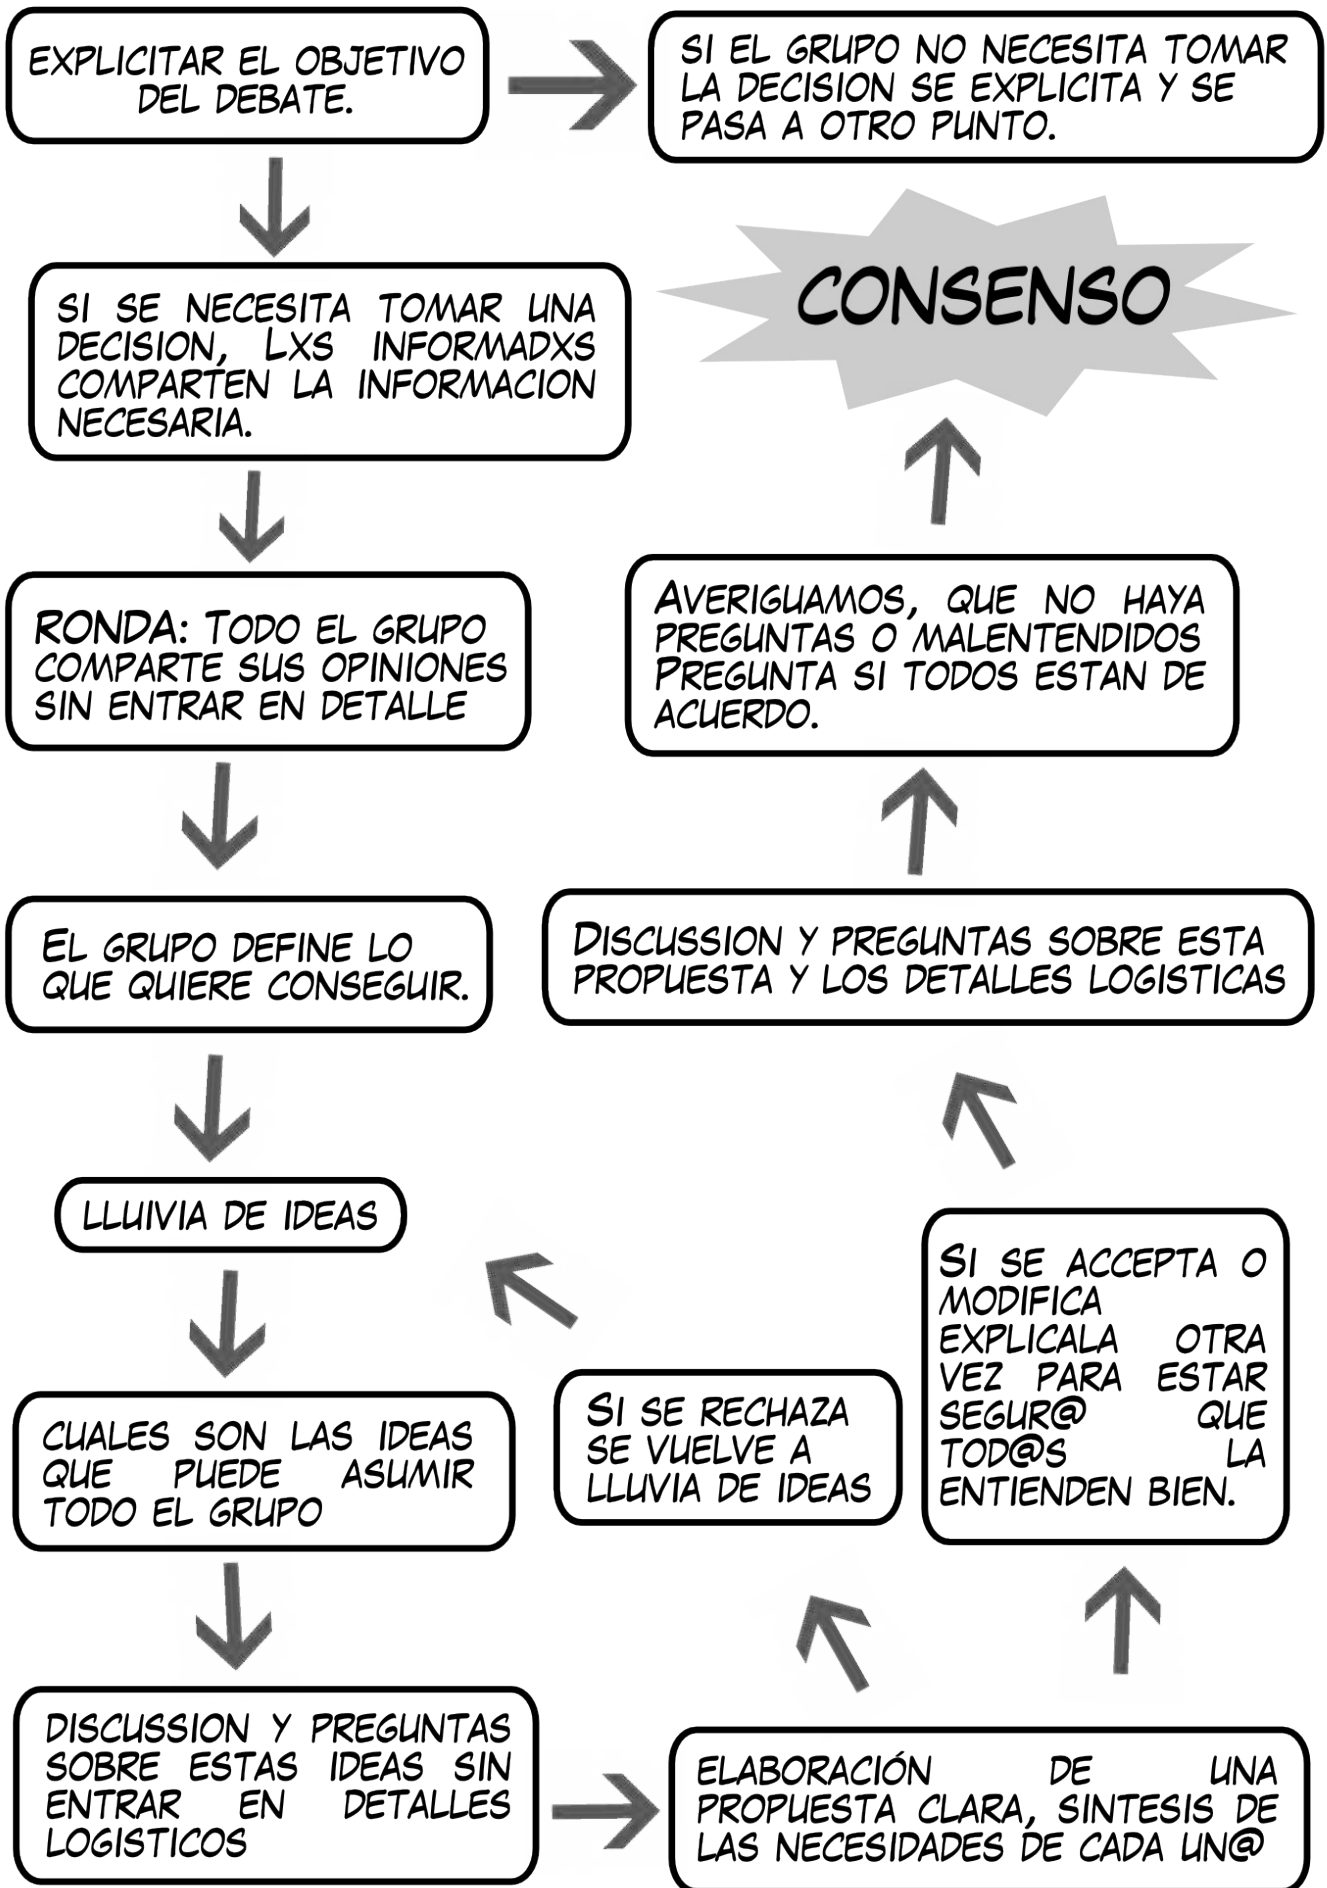 EXPLICITAR EL OBJETIVO
DEL DEBATE.
SI EL GRUPO NO NECESITA TOMAR
LA DECISION SE EXPLICITA Y SE
PASA A OTRO PUNTO.
SI SE NECESITA TOMAR UNA
DECISION, LXS INFORMADXS
COMPARTEN LA INFORMACION
NECESARIA.
RONDA: TODO EL GRUPO
COMPARTE SUS OPINIONES
SIN ENTRAR EN DETALLE
EL GRUPO DEFINE LO
QUE QUIERE CONSEGUIR.
LLUIVIA DE IDEAS
CUALES SON LAS IDEAS
QUE PUEDE ASUMIR
TODO EL GRUPO
DISCUSSION Y PREGUNTAS
SOBRE ESTAS IDEAS SIN
ENTRAR EN DETALLES
LOGISTICOS
ELABORACIÓN DE UNA
PROPUESTA CLARA, SINTESIS DE
LAS NECESIDADES DE CADA UN@
SI SE RECHAZA
SE VUELVE A
LLUVIA DE IDEAS
SI SE ACCEPTA O
MODIFICA
EXPLICALA OTRA
VEZ PARA ESTAR
SEGUR@ QUE
TOD@S LA
ENTIENDEN BIEN.
DISCUSSION Y PREGUNTAS SOBRE ESTA
PROPUESTA Y LOS DETALLES LOGISTICAS
AVERIGUAMOS, QUE NO HAYA
PREGUNTAS O MALENTENDIDOS
PREGUNTA SI TODOS ESTAN DE
ACUERDO.
CONSENSO